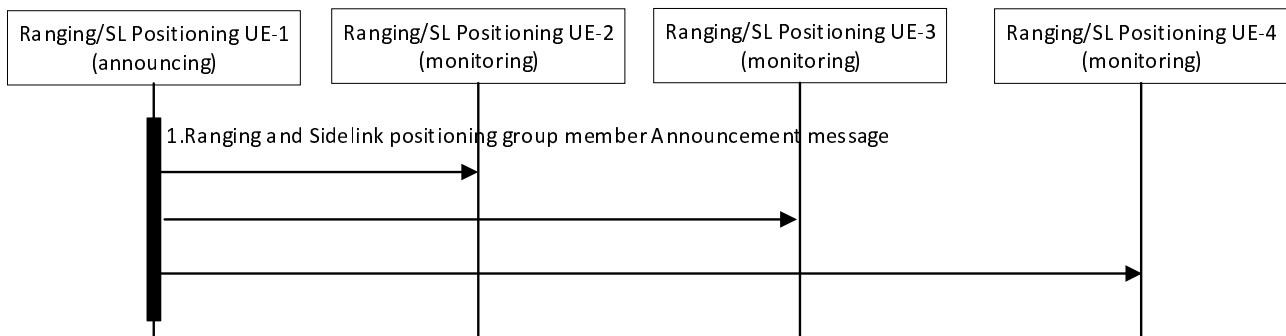 Ranging/SL Positioning UE-1
(announcing)
Ranging/SL Positioning UE-2
(monitoring)
Ranging/SL Positioning UE-3
(monitoring)
Ranging/SL Positioning UE-4
(monitoring)
1.Ranging and Sidelink positioning group member Announcement message